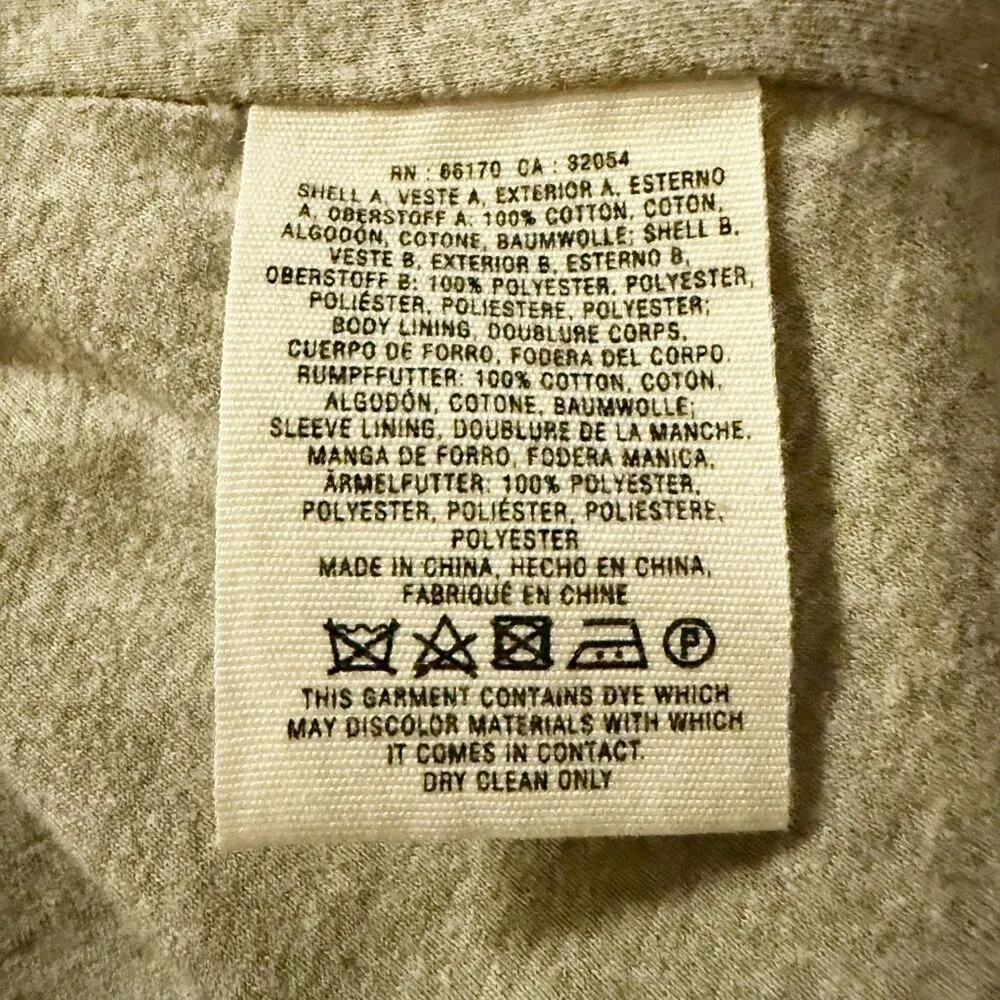 RN : 86170 CA : 32054
SHELL A, VESTE A, EXTERIOR A, ESTERNO
A, OBERSTOFF A: 100% COTTON, COTON,
ALGODÓN, COTONE, BAUMWOLLE; SHELL B,
VESTE B, EXTERIOR B, ESTERNO B,
OBERSTOFF B: 100% POLYESTER, POLYESTER,
POLIÉSTER, POLIESTERE, POLYESTER;
BODY LINING, DOUBLURE CORPS,
CUERPO DE FORRO, FODERA DEL CORPO.
RUMPFFUTTER: 100% COTTON, COTON,
ALGODÓN, COTONE, BAUMWOLLE;
SLEEVE LINING, DOUBLURE DE LA MANCHE.
MANGA DE FORRO, FODERA MANICA,
ÄRMELFUTTER: 100% POLYESTER,
POLYESTER, POLIÉSTER, POLIESTERE,
POLYESTER
MADE IN CHINA, HECHO EN CHINA,
FABRIQUÉ EN CHINE
P
THIS GARMENT CONTAINS DYE WHICH
MAY DISCOLOR MATERIALS WITH WHICH
IT COMES IN CONTACT.
DRY CLEAN ONLY